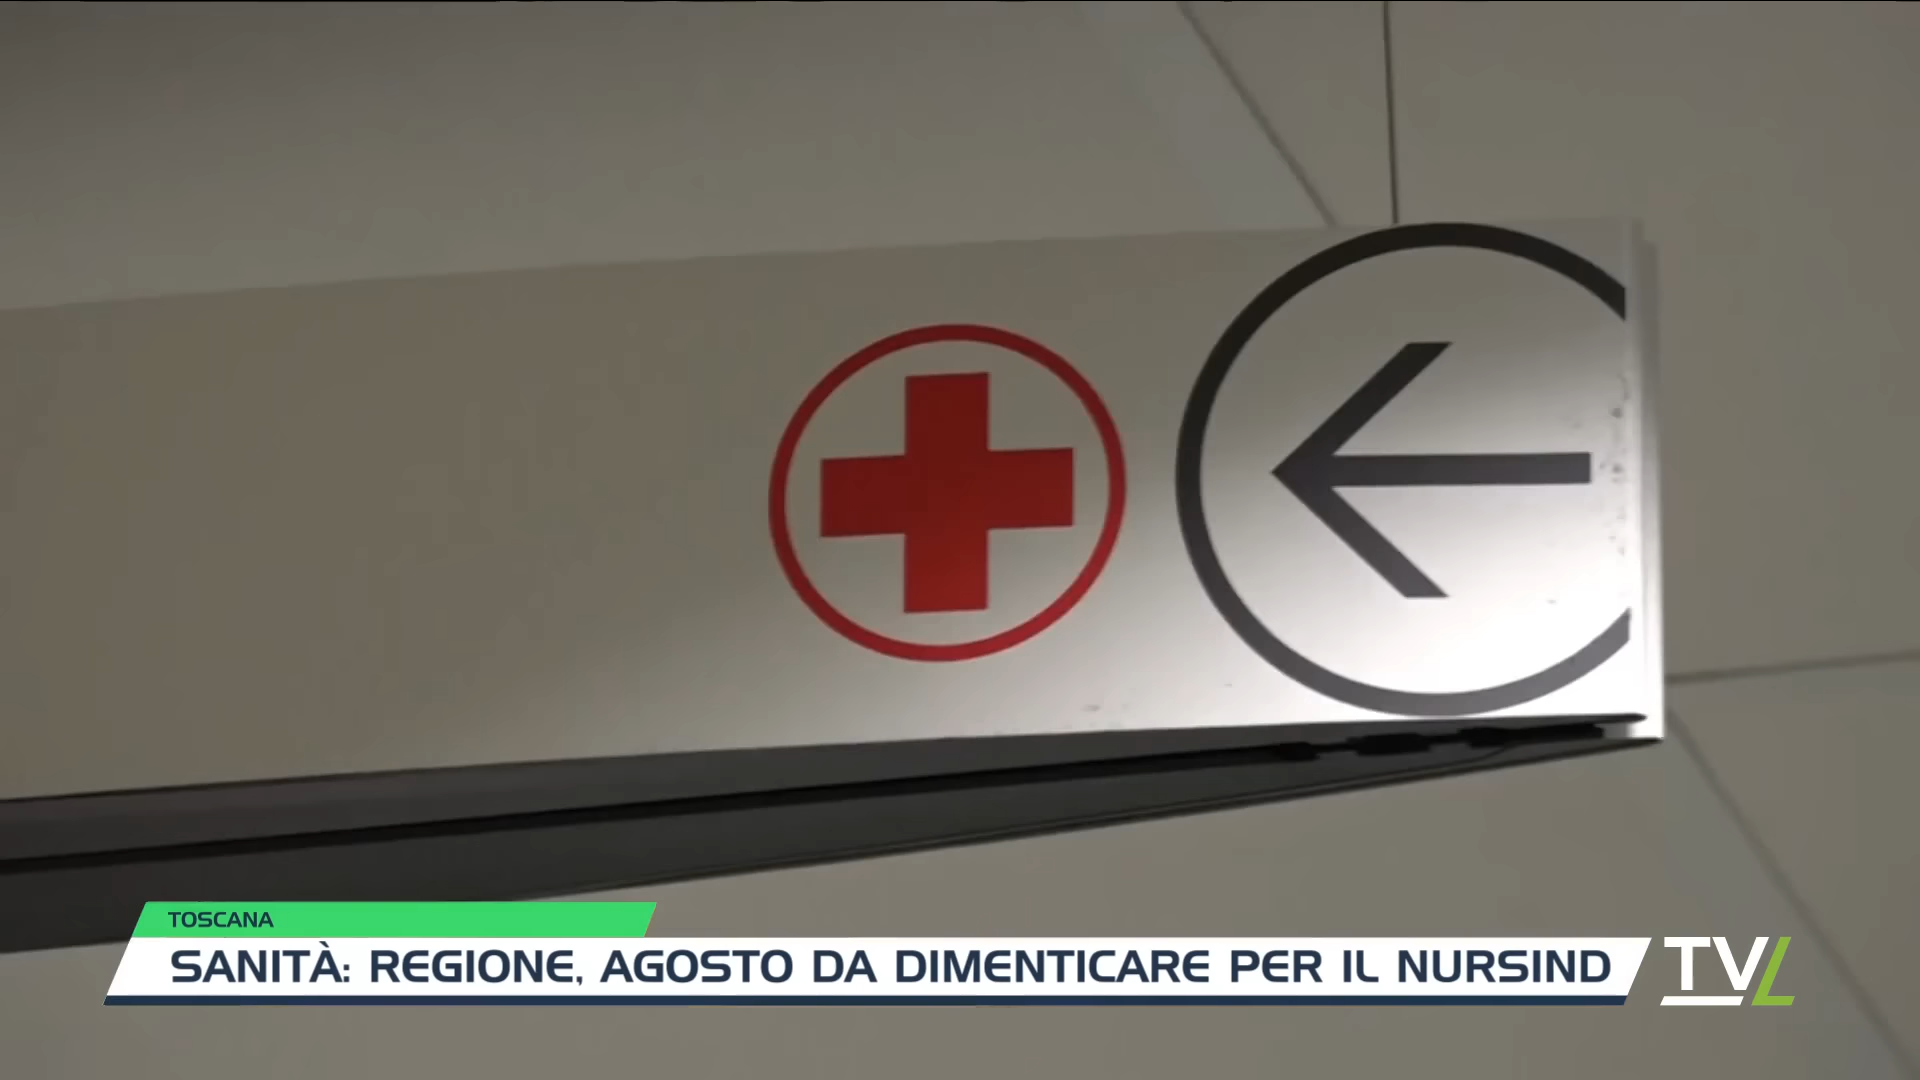 TOSCANA
SANITÀ: REGIONE, AGOSTO DA DIMENTICARE PER IL NURSIND
TVL